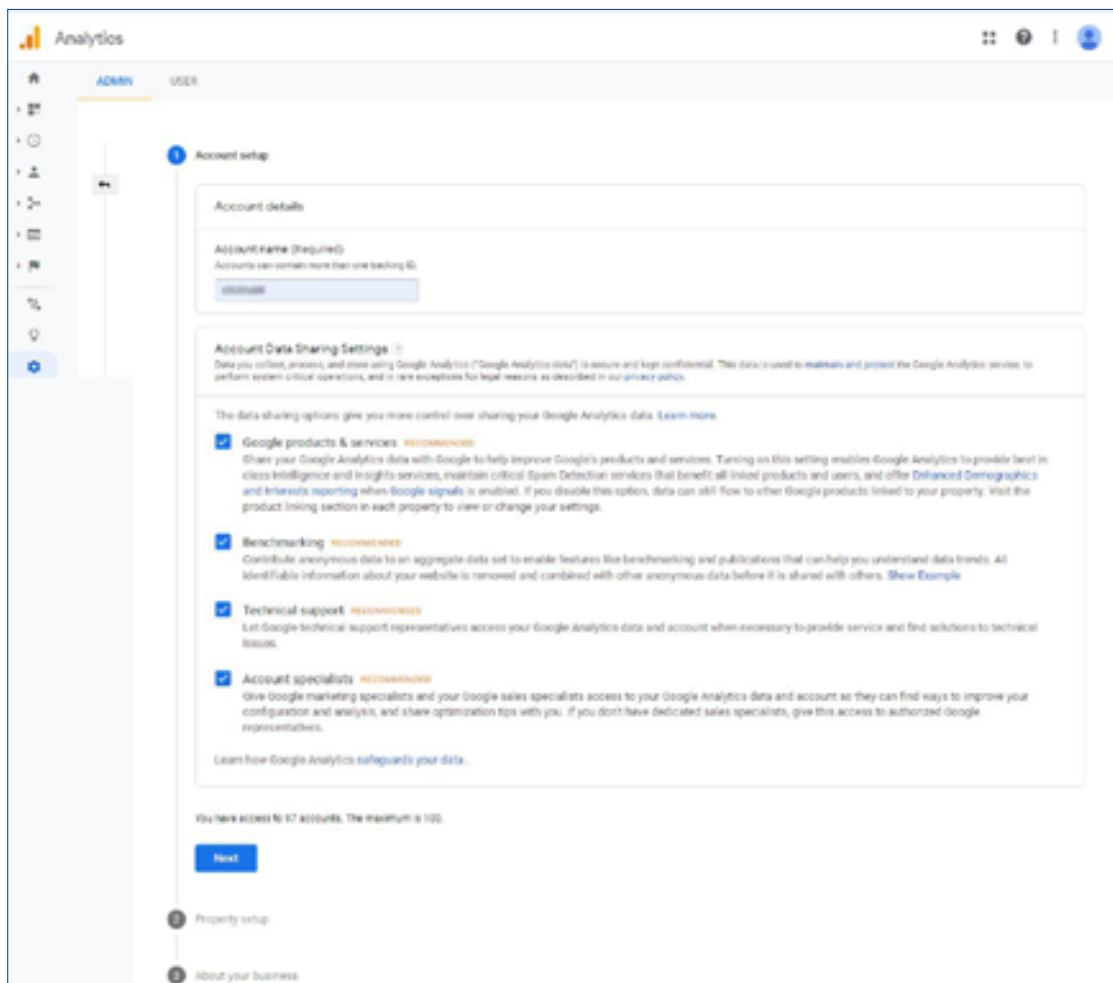 Analytics
ADMIN USER
1 Account setup
Account details
Account name (Required)
Accounts can contain more than one tracking ID.
Account Data Sharing Settings
Data you collect, process, and store using Google Analytics ("Google Analytics data") is secure and kept confidential. This data is used to maintain and protect the Google Analytics service, to
perform system critical operations, and in rare exceptions for legal reasons as described in our privacy policy.
The data sharing options give you more control over sharing your Google Analytics data. Learn more.
Google products & services RECOMMENDED
Share your Google Analytics data with Google to help improve Google's products and services. Turning on this setting enables Google Analytics to provide best in
class intelligence and insights services, maintain critical Spam Detection services that benefit all linked products and users, and offer Enhanced Demographics
and Interests reporting when Google signals is enabled. If you disable this option, data can still flow to other Google products linked to your property. Visit the
product linking section in each property to view or change your settings.
Benchmarking RECOMMENDED
Contribute anonymous data to an aggregate data set to enable features like benchmarking and publications that can help you understand data trends. All
identifiable information about your website is removed and combined with other anonymous data before it is shared with others. Show Example
Technical support RECOMMENDED
Let Google technical support representatives access your Google Analytics data and account when necessary to provide service and find solutions to technical
issues.
Account specialists RECOMMENDED
Give Google marketing specialists and your Google sales specialists access to your Google Analytics data and account so they can find ways to improve your
configuration and analysis, and share optimization tips with you. If you don't have dedicated sales specialists, give this access to authorized Google
representatives.
Learn how Google Analytics safeguards your data .
You have access to 97 accounts. The maximum is 100.
Next
2 Property setup
3 About your business